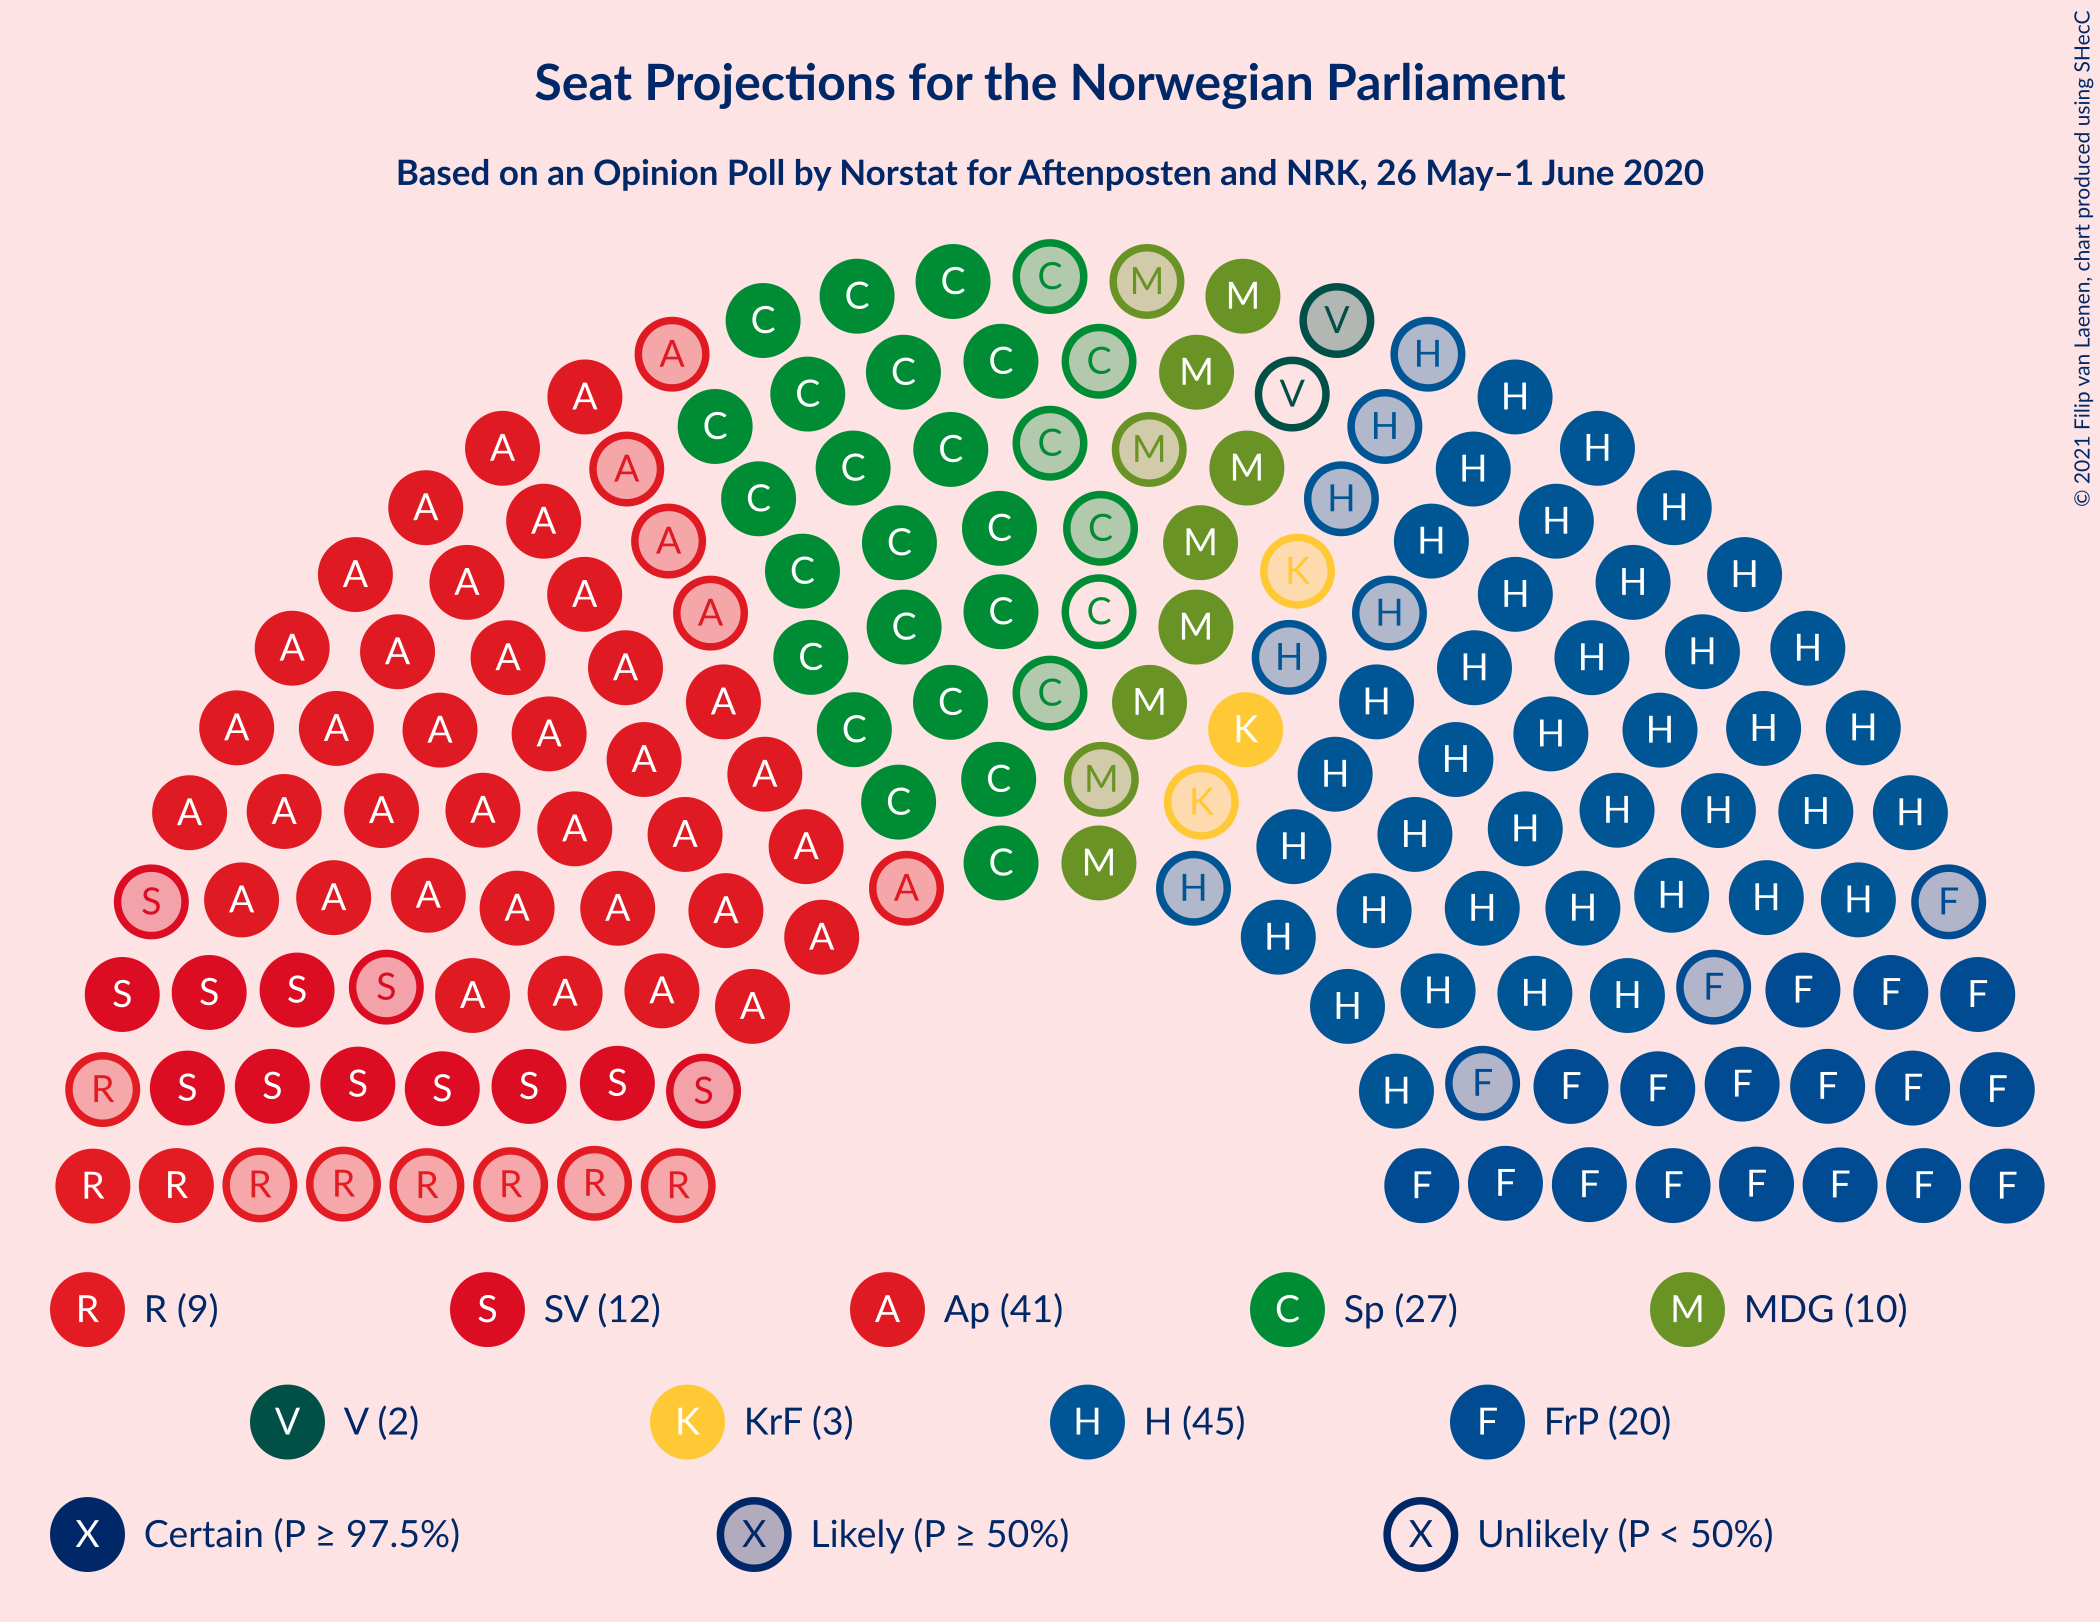 © 2021 Filip van Laenen, chart produced using SHecC
Seat Projections for the Norwegian Parliament
Based on an Opinion Poll by Norstat for Aftenposten and NRK, 26 May–1 June 2020
C C C M M
C V
A C C C M H
A C V H
A C C C M H H
A C M H
A A C C C H H H
A C M H
A A A C K H H H
A C C C M H
A A A A C H H H H H
A C C M H
A A A A C K H H H H
A A C M H H
A A A A A A C K H H H H H H
A C M H
S A A A A A A A H H H H H H H F
A H
S S S S A A A A H H H H F F F F
R S S S S S S S H F F F F F F F
R R R R R R R R F F F F F F F F
R R (9) S SV (12) A Ap (41) C Sp (27) M MDG (10)
V V (2) K KrF (3) H H (45) F FrP (20)
X Certain (P ≥ 97.5%) X Likely (P ≥ 50%) X Unlikely (P < 50%)